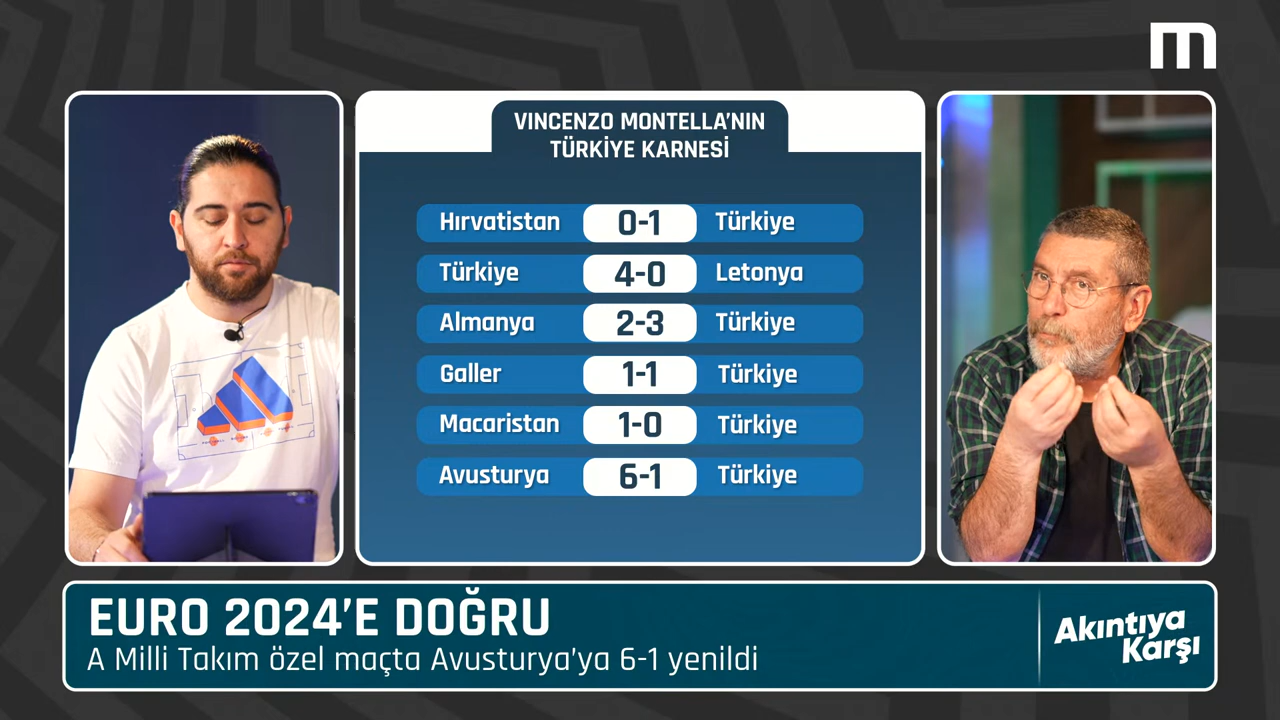 m
VINCENZO MONTELLA’NIN
TÜRKİYE KARNESİ
Hırvatistan 0-1 Türkiye
Türkiye 4-0 Letonya
Almanya 2-3 Türkiye
Galler 1-1 Türkiye
Macaristan 1-0 Türkiye
Avusturya 6-1 Türkiye
EURO 2024’E DOĞRU
A Milli Takım özel maçta Avusturya’ya 6-1 yenildi
Akıntıya
Karşı